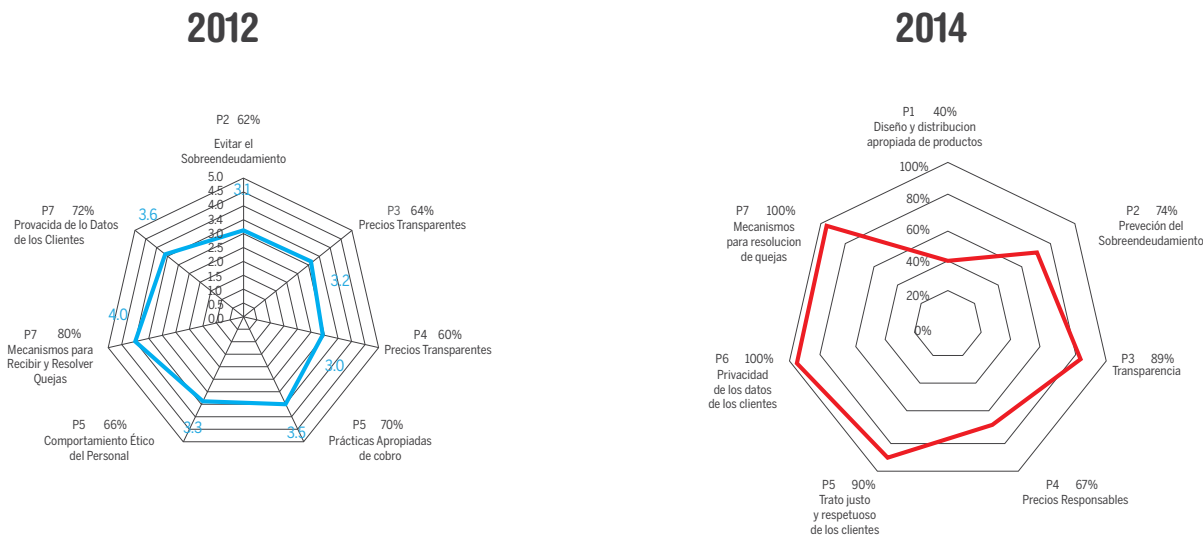 2012
P2 62%
Evitar el
Sobreendeudamiento
5.0
4.5
4.0
3.4
3.0
2.5
2.0
1.5
1.0
0.5
0.0
3.1
P3 64%
Precios Transparentes
3.2
P4 60%
Precios Transparentes
3.0
P5 70%
Prácticas Apropiadas
de cobro
3.5
P5 66%
Comportamiento Ético
del Personal
3.3
P7 80%
Mecanismos para
Recibir y Resolver
Quejas
4.0
P7 72%
Provacida de lo Datos
de los Clientes
3.6
2014
P1 40%
Diseño y distribucion
apropiada de productos
100%
80%
60%
40%
20%
0%
P2 74%
Preveción del
Sobreendeudamiento
P3 89%
Transparencia
P4 67%
Precios Responsables
P5 90%
Trato justo
y respetuoso
de los clientes
P6 100%
Privacidad
de los datos
de los clientes
P7 100%
Mecanismos
para resolucion
de quejas